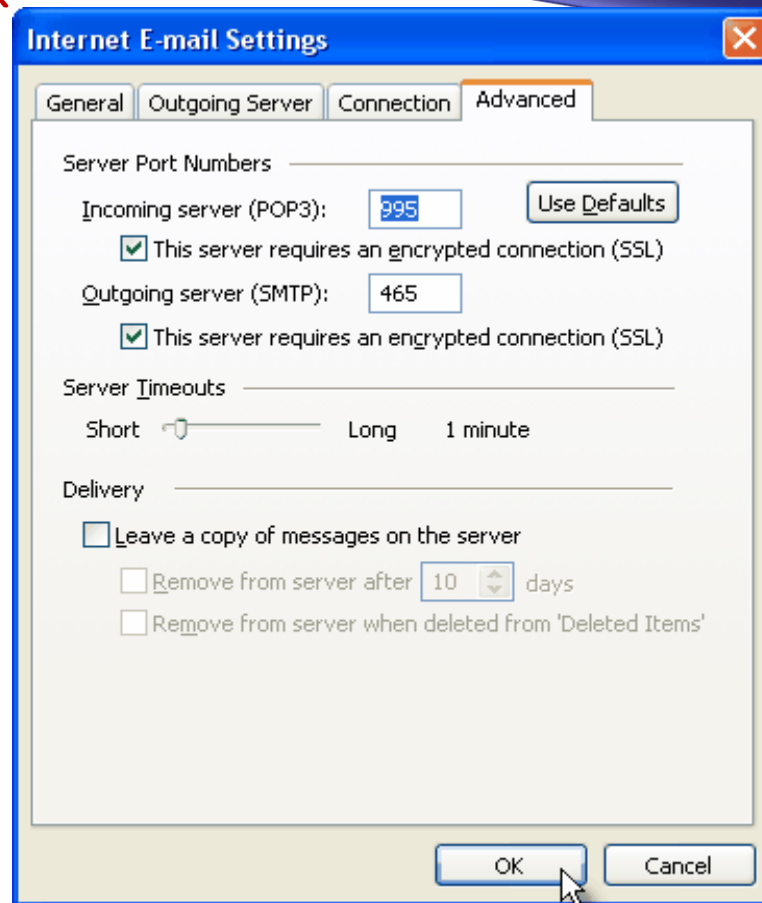 Internet E-mail Settings
General Outgoing Server Connection Advanced
Server Port Numbers
Incoming server (POP3): 995 Use Defaults
This server requires an encrypted connection (SSL)
Outgoing server (SMTP): 465
This server requires an encrypted connection (SSL)
Server Timeouts
Short Long 1 minute
Delivery
Leave a copy of messages on the server
Remove from server after 10 days
Remove from server when deleted from 'Deleted Items'
OK Cancel